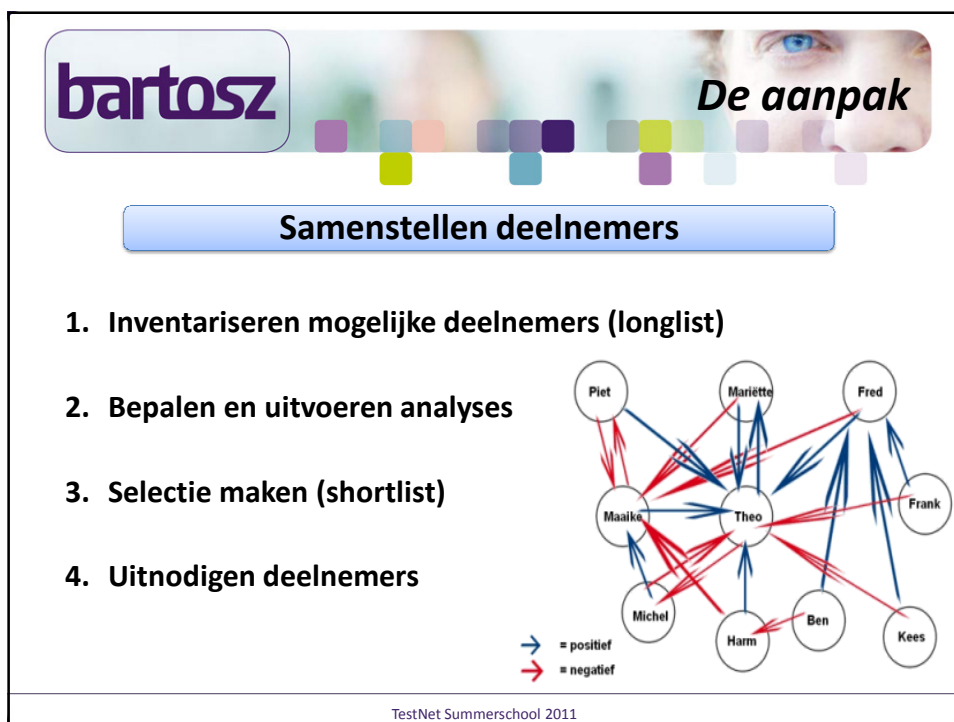 bartosz
De aanpak
Samenstellen deelnemers
1. Inventariseren mogelijke deelnemers (longlist)
2. Bepalen en uitvoeren analyses
3. Selectie maken (shortlist)
4. Uitnodigen deelnemers
Piet
Mariëtte
Fred
Maaike
Theo
Frank
Michel
Harm
Ben
Kees
= positief
= negatief
TestNet Summerschool 2011